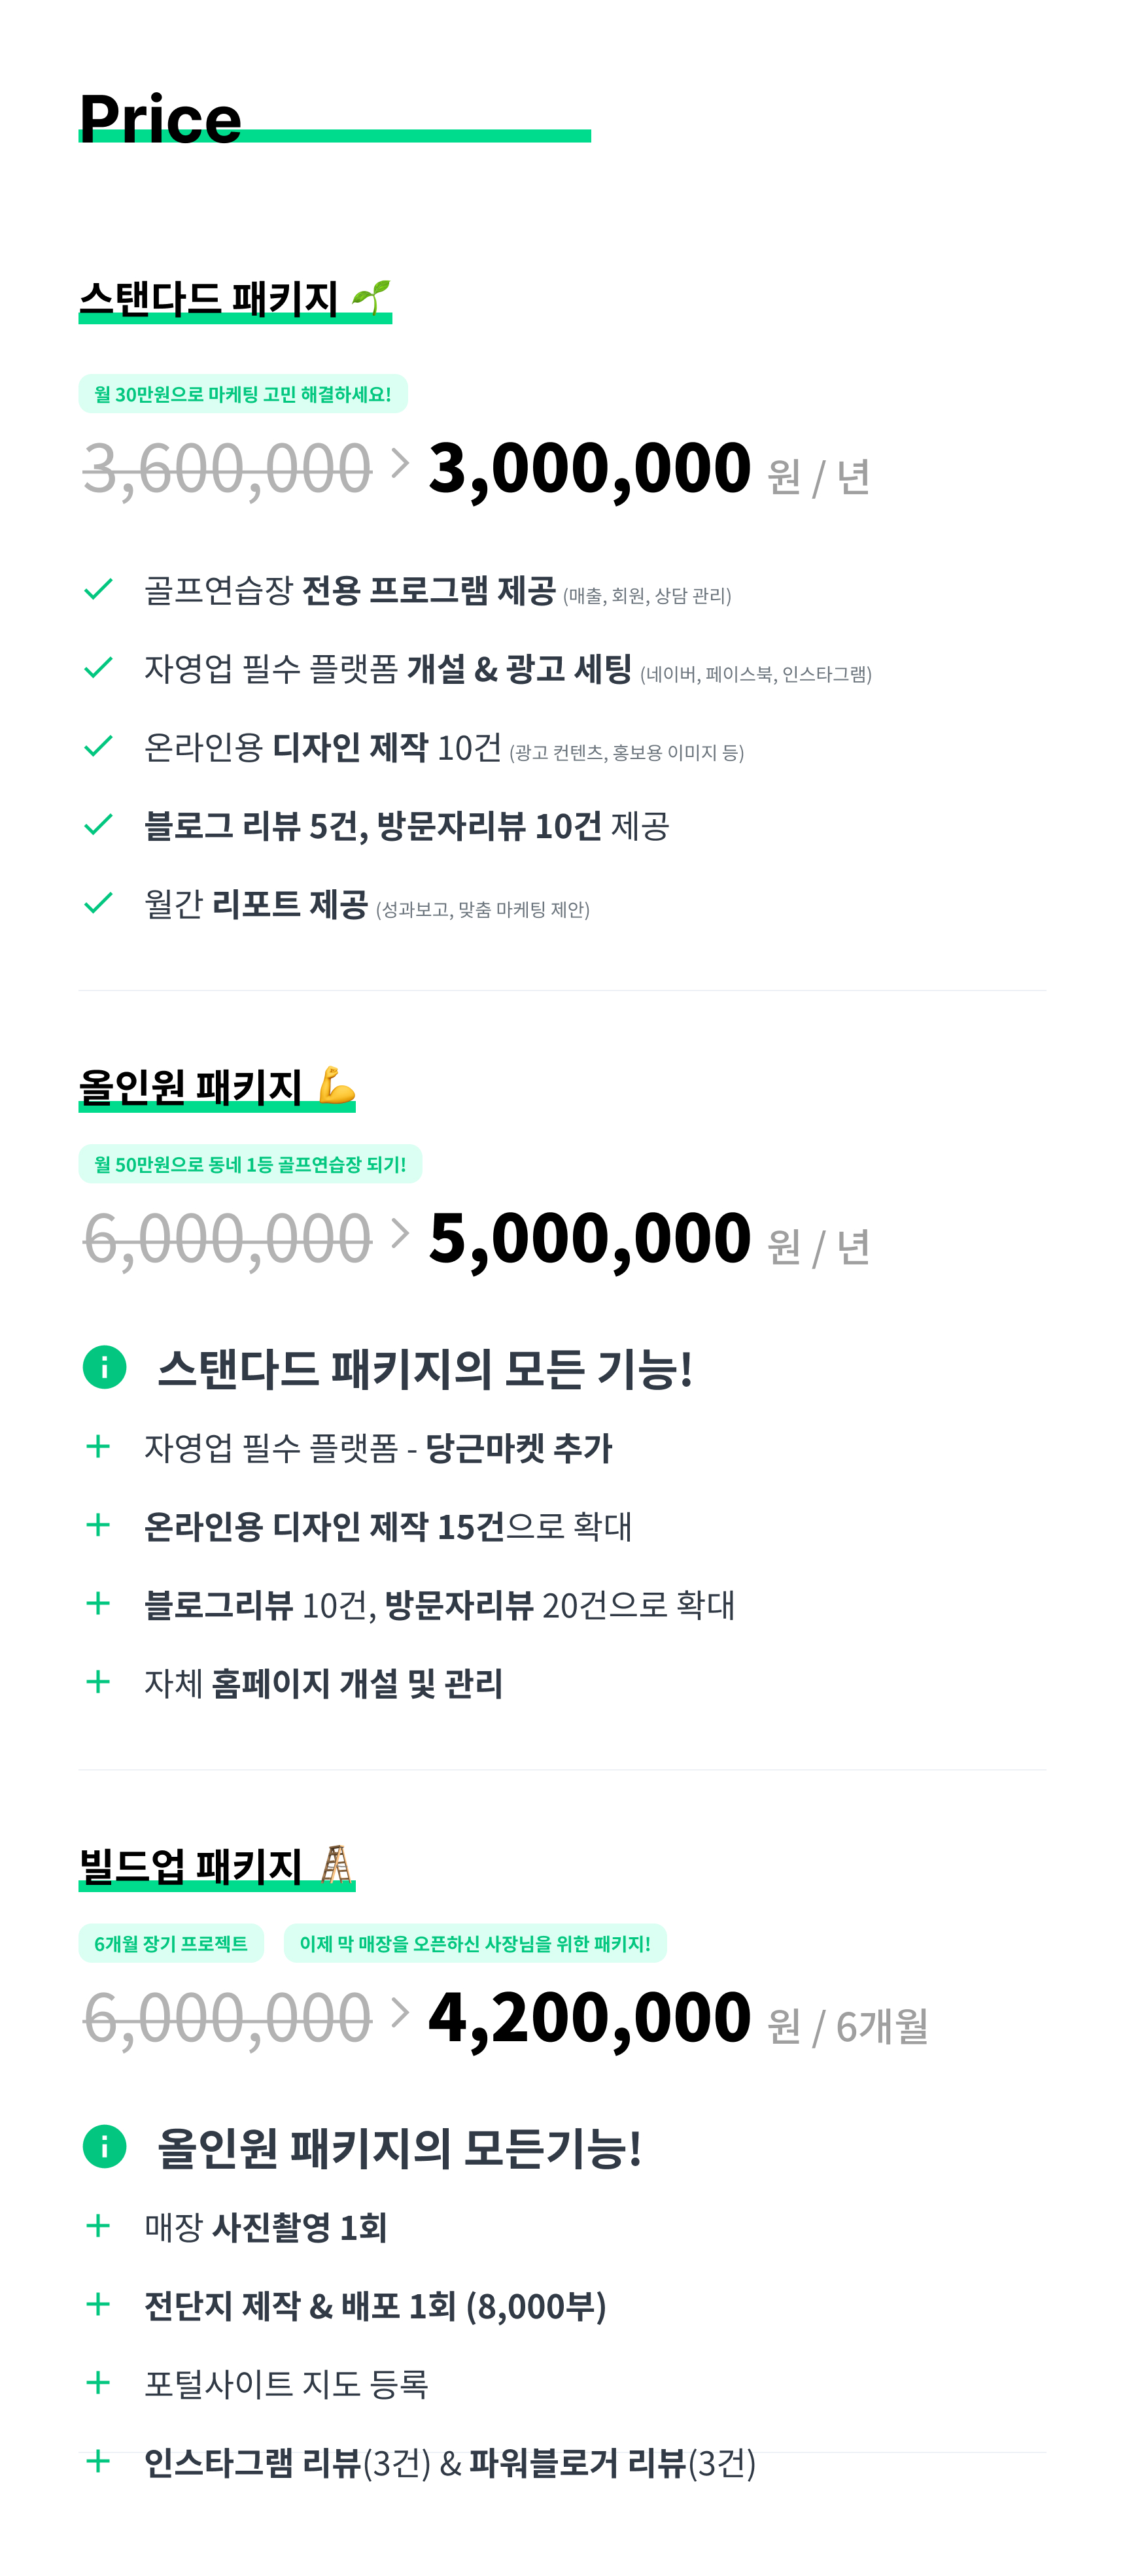 Price
스탠다드 패키지 🌱
월 30만원으로 마케팅 고민 해결하세요!
3,600,000 > 3,000,000 원 / 년
골프연습장 전용 프로그램 제공 (매출, 회원, 상담 관리)
자영업 필수 플랫폼 개설 & 광고 세팅 (네이버, 페이스북, 인스타그램)
온라인용 디자인 제작 10건 (광고 컨텐츠, 홍보용 이미지 등)
블로그 리뷰 5건, 방문자리뷰 10건 제공
월간 리포트 제공 (성과보고, 맞춤 마케팅 제안)
올인원 패키지 💪
월 50만원으로 동네 1등 골프연습장 되기!
6,000,000 > 5,000,000 원 / 년
스탠다드 패키지의 모든 기능!
자영업 필수 플랫폼 - 당근마켓 추가
온라인용 디자인 제작 15건으로 확대
블로그리뷰 10건, 방문자리뷰 20건으로 확대
자체 홈페이지 개설 및 관리
빌드업 패키지 🪜
6개월 장기 프로젝트 이제 막 매장을 오픈하신 사장님을 위한 패키지!
6,000,000 > 4,200,000 원 / 6개월
올인원 패키지의 모든기능!
매장 사진촬영 1회
전단지 제작 & 배포 1회 (8,000부)
포털사이트 지도 등록
인스타그램 리뷰(3건) & 파워블로거 리뷰(3건)